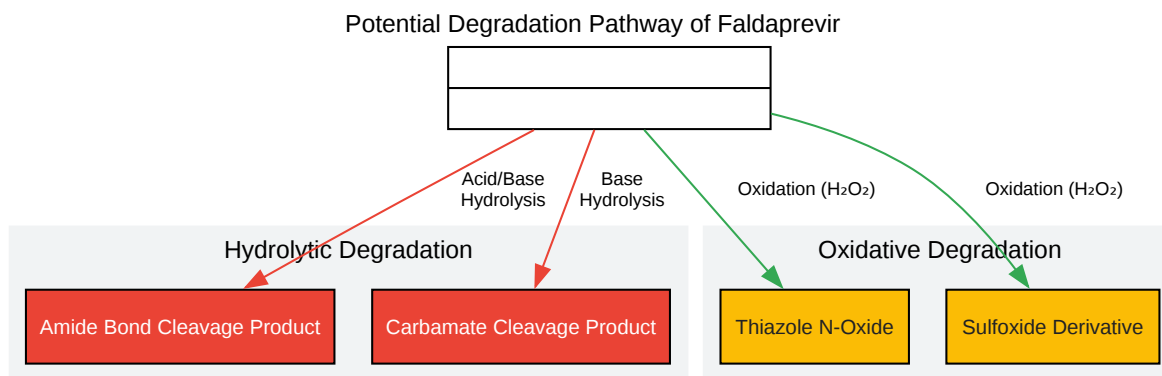 Potential Degradation Pathway of Faldaprevir
Acid/Base
Hydrolysis
Base
Hydrolysis
Oxidation (H₂O₂)
Oxidation (H₂O₂)
Hydrolytic Degradation
Oxidative Degradation
Amide Bond Cleavage Product
Carbamate Cleavage Product
Thiazole N-Oxide
Sulfoxide Derivative